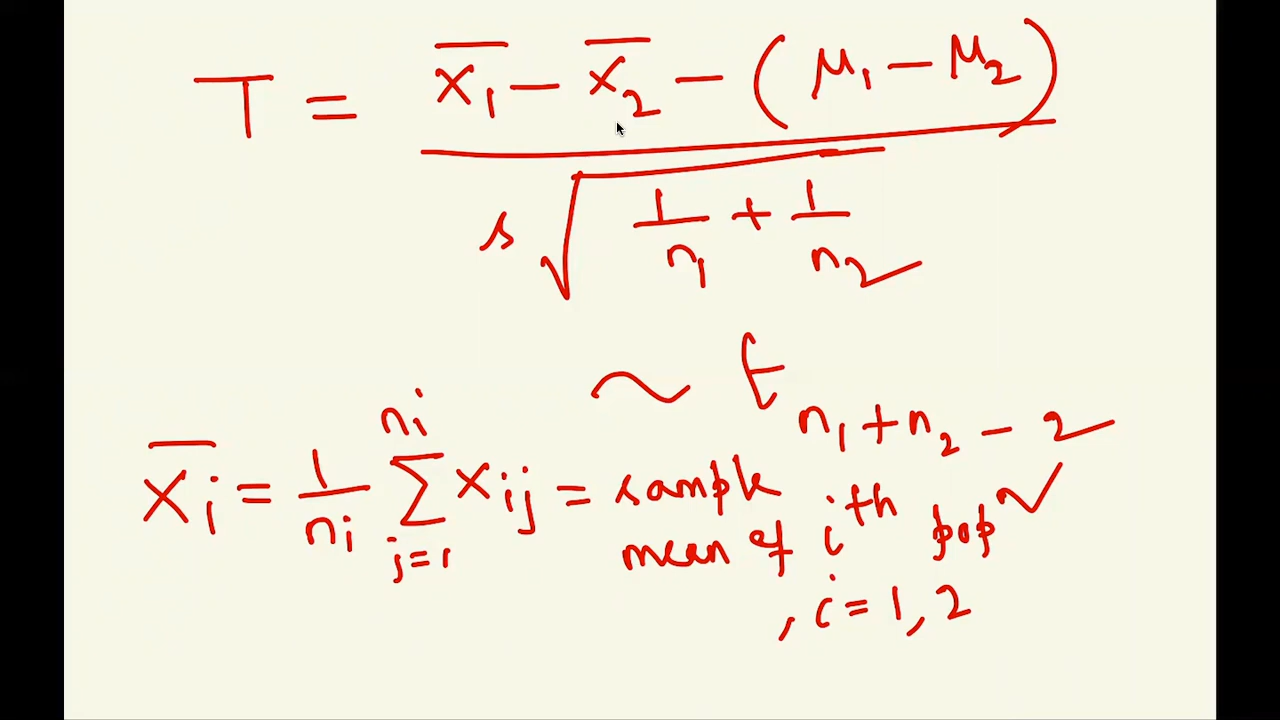 T = x̄₁ − x̄₂ − (μ₁ − μ₂)
s √ 1/n₁ + 1/n₂
~ t n₁+n₂−2
X̄i = 1/ni Σ j=1 ni xij = sample
mean of ith pop
, i = 1, 2